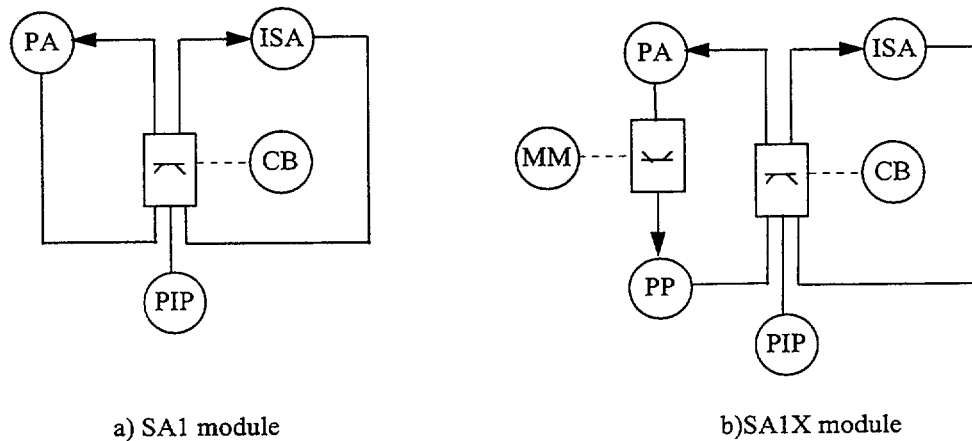 PA
ISA
CB
PIP
a) SA1 module
PA
ISA
MM
CB
PP
PIP
b)SA1X module